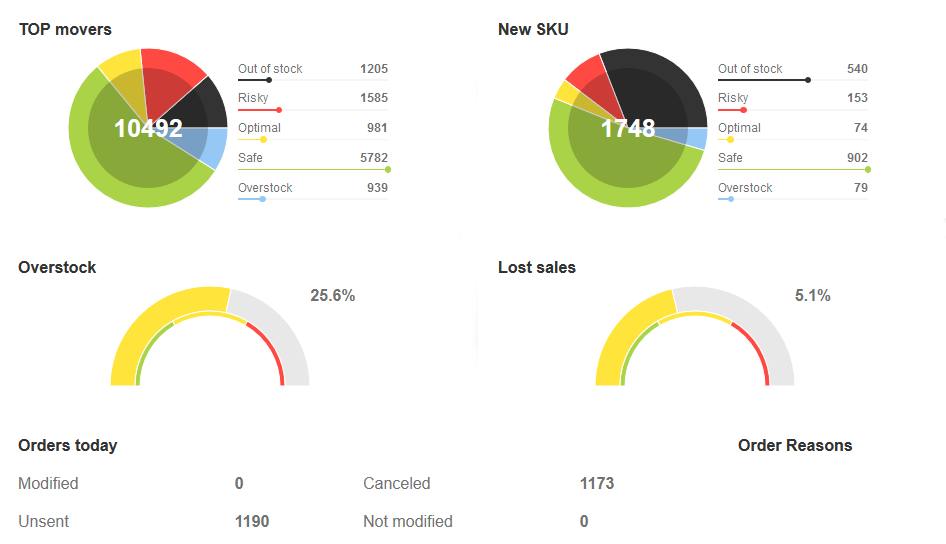 TOP movers
10492
Out of stock 1205
Risky 1585
Optimal 981
Safe 5782
Overstock 939
New SKU
1748
Out of stock 540
Risky 153
Optimal 74
Safe 902
Overstock 79
Overstock
25.6%
Lost sales
5.1%
Orders today
Modified 0 Canceled 1173
Unsent 1190 Not modified 0
Order Reasons